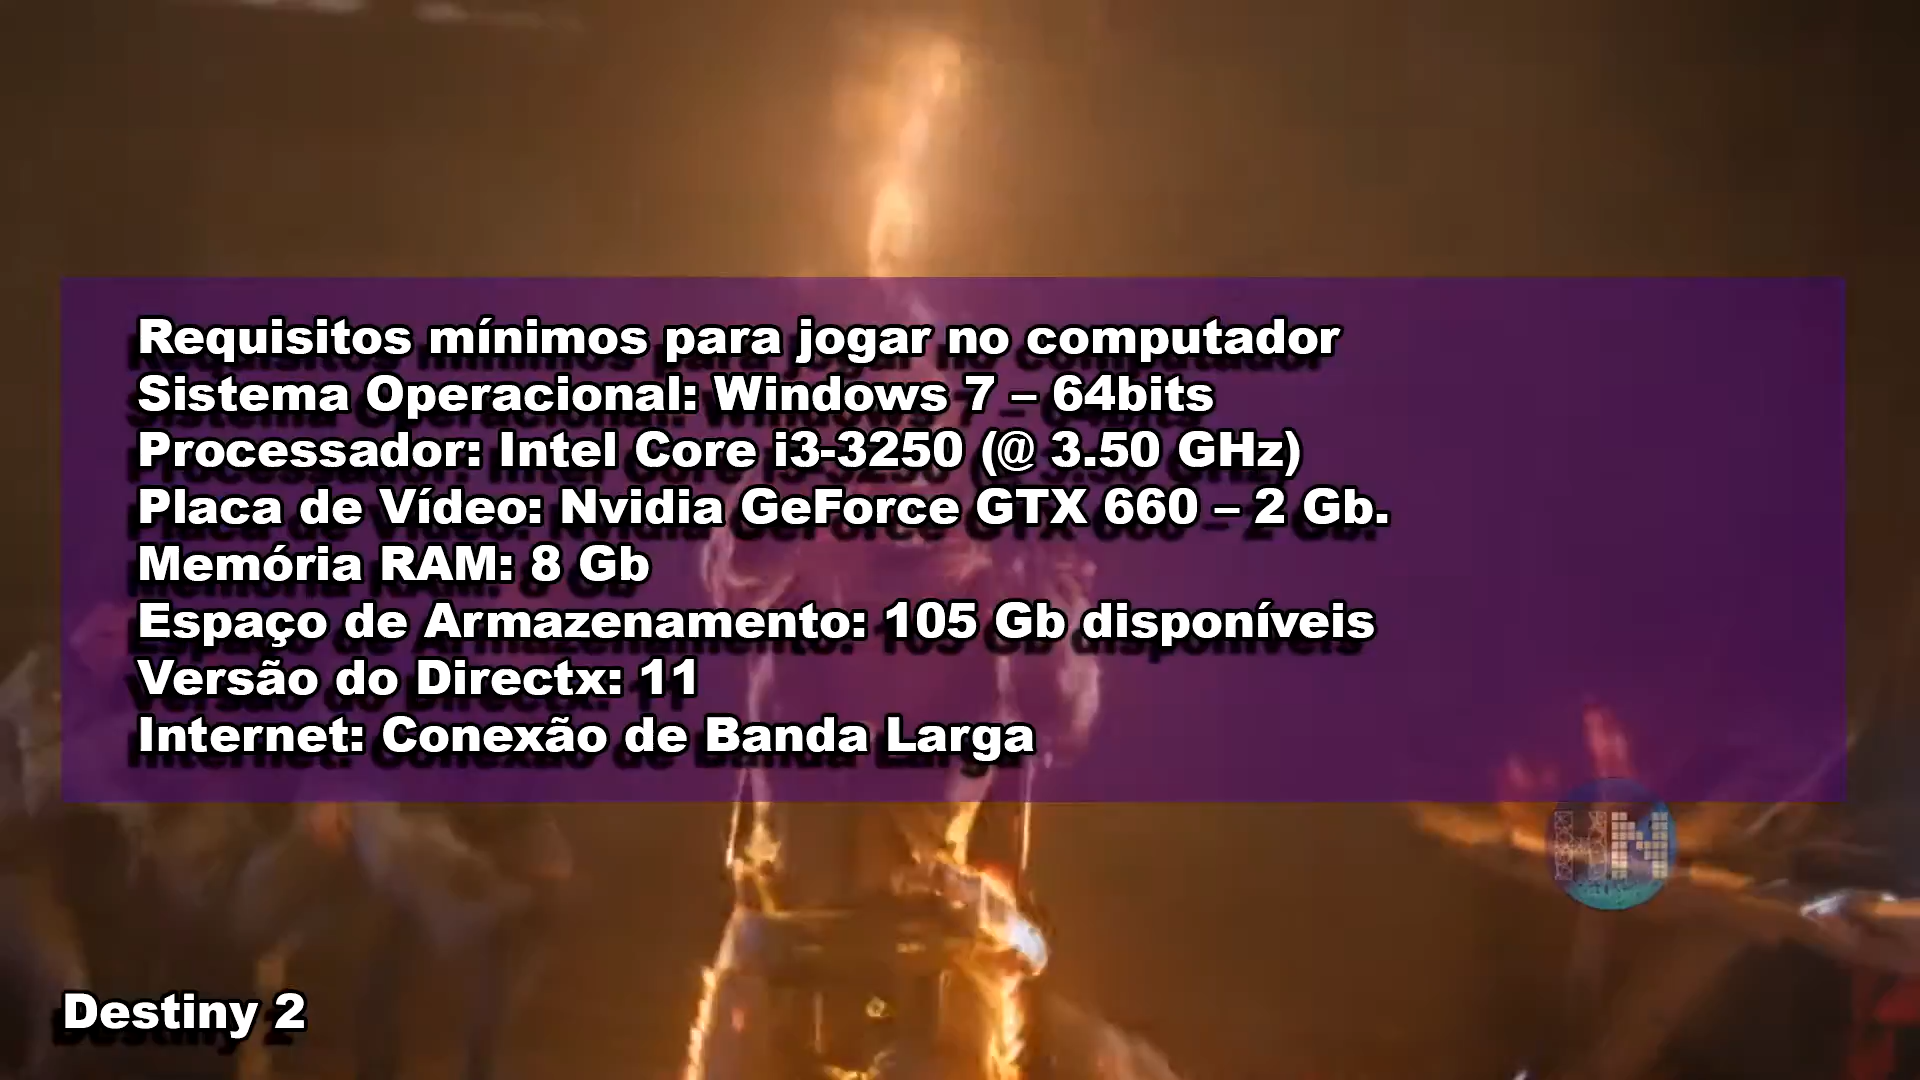 Requisitos mínimos para jogar no computador
Sistema Operacional: Windows 7 – 64bits
Processador: Intel Core i3-3250 (@ 3.50 GHz)
Placa de Vídeo: Nvidia GeForce GTX 660 – 2 Gb.
Memória RAM: 8 Gb
Espaço de Armazenamento: 105 Gb disponíveis
Versão do Directx: 11
Internet: Conexão de Banda Larga
HN
Destiny 2